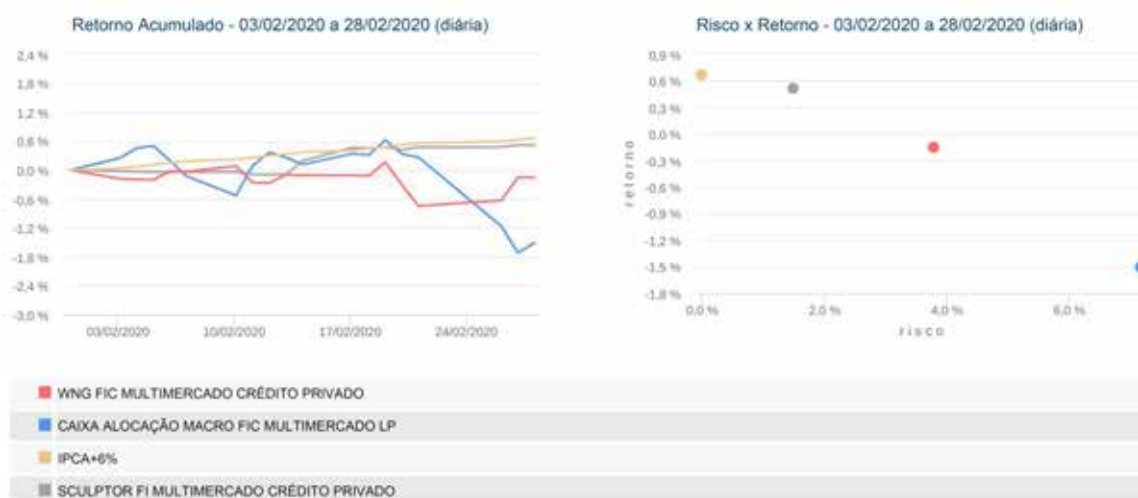 Retorno Acumulado - 03/02/2020 a 28/02/2020 (diária)
2,4 %
1,8 %
1,2 %
0,6 %
0,0 %
-0,6 %
-1,2 %
-1,8 %
-2,4 %
-3,0 %
03/02/2020 10/02/2020 17/02/2020 24/02/2020
Risco x Retorno - 03/02/2020 a 28/02/2020 (diária)
retorno
0,9 %
0,6 %
0,3 %
0,0 %
-0,3 %
-0,6 %
-0,9 %
-1,2 %
-1,5 %
-1,8 %
0,0 % 2,0 % 4,0 % 6,0 %
risco
WNG FIC MULTIMERCADO CRÉDITO PRIVADO
CAIXA ALOCAÇÃO MACRO FIC MULTIMERCADO LP
IPCA+6%
SCULPTOR FI MULTIMERCADO CRÉDITO PRIVADO